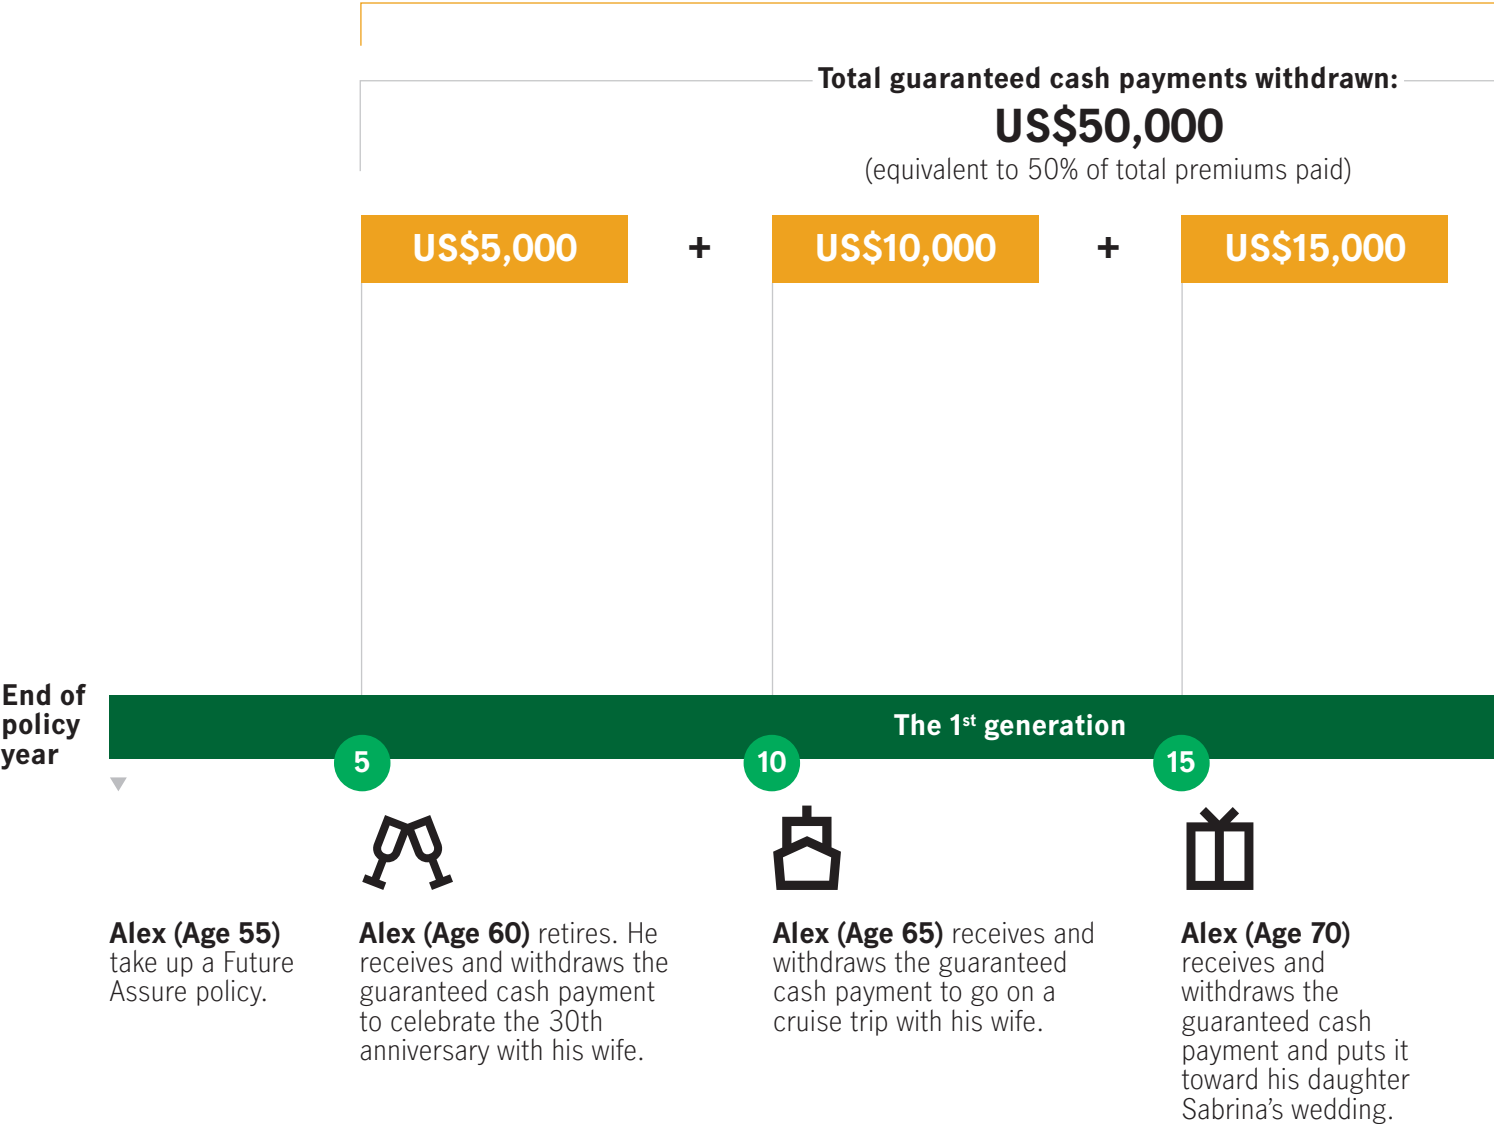 Total guaranteed cash payments withdrawn:
US$50,000
(equivalent to 50% of total premiums paid)
US$5,000 + US$10,000 + US$15,000
End of
policy
year
The 1st generation
5
10
15
Alex (Age 55)
take up a Future
Assure policy.
Alex (Age 60) retires. He
receives and withdraws the
guaranteed cash payment
to celebrate the 30th
anniversary with his wife.
Alex (Age 65) receives and
withdraws the guaranteed
cash payment to go on a
cruise trip with his wife.
Alex (Age 70)
receives and
withdraws the
guaranteed cash
payment and puts it
toward his daughter
Sabrina’s wedding.